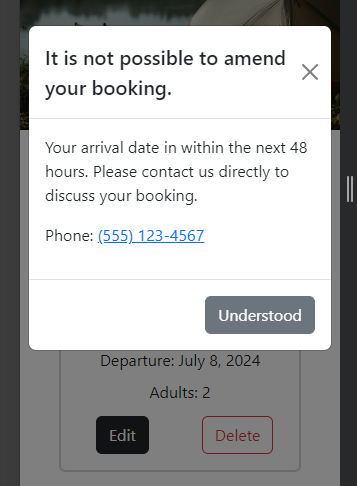 It is not possible to amend
your booking.
Your arrival date in within the next 48
hours. Please contact us directly to
discuss your booking.
Phone: (555) 123-4567
Understood
Departure: July 8, 2024
Adults: 2
Edit
Delete